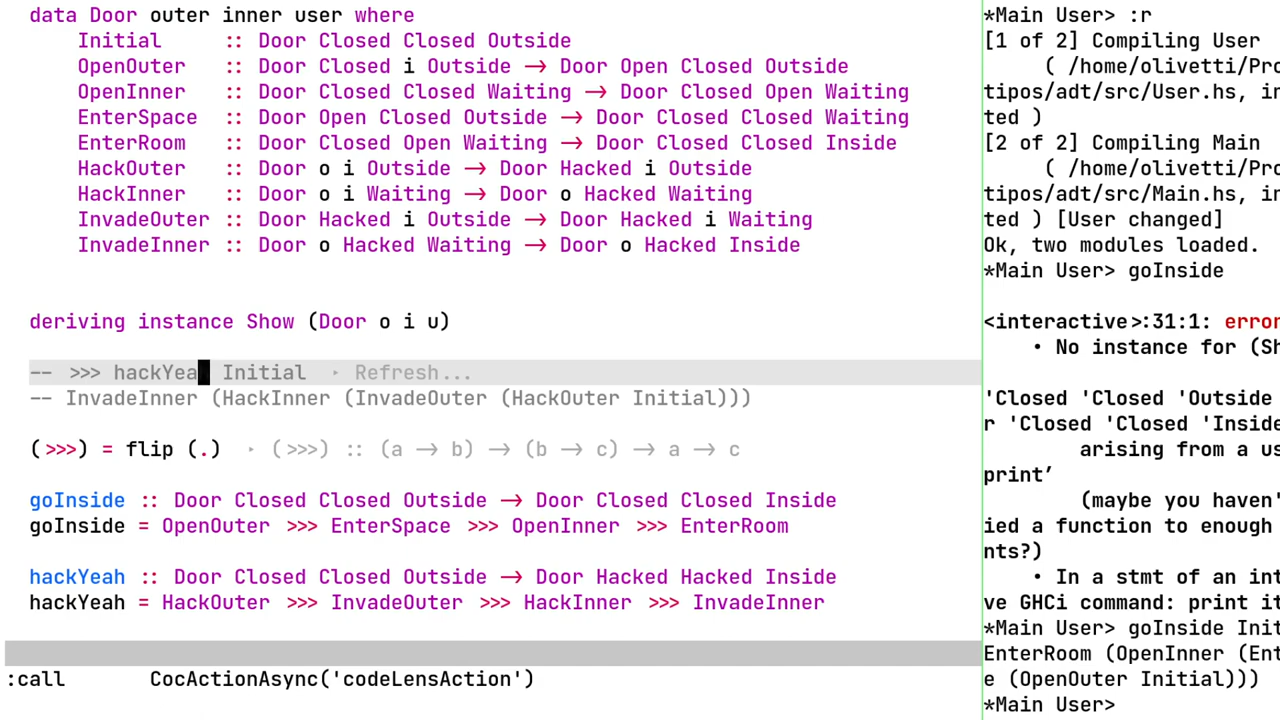 data Door outer inner user where
Initial :: Door Closed Closed Outside
OpenOuter :: Door Closed i Outside -> Door Open Closed Outside
OpenInner :: Door Closed Closed Waiting -> Door Closed Open Waiting
EnterSpace :: Door Open Closed Outside -> Door Closed Closed Waiting
EnterRoom :: Door Closed Open Waiting -> Door Closed Closed Inside
HackOuter :: Door o i Outside -> Door Hacked i Outside
HackInner :: Door o i Waiting -> Door o Hacked Waiting
InvadeOuter :: Door Hacked i Outside -> Door Hacked i Waiting
InvadeInner :: Door o Hacked Waiting -> Door o Hacked Inside
deriving instance Show (Door o i u)
-- >>> hackYeah Initial ‣ Refresh...
-- InvadeInner (HackInner (InvadeOuter (HackOuter Initial)))
(>>>) = flip (.) ‣ (>>>) :: (a -> b) -> (b -> c) -> a -> c
goInside :: Door Closed Closed Outside -> Door Closed Closed Inside
goInside = OpenOuter >>> EnterSpace >>> OpenInner >>> EnterRoom
hackYeah :: Door Closed Closed Outside -> Door Hacked Hacked Inside
hackYeah = HackOuter >>> InvadeOuter >>> HackInner >>> InvadeInner
:call CocActionAsync('codeLensAction')
*Main User> :r
[1 of 2] Compiling User
( /home/olivetti/Pro
tipos/adt/src/User.hs, in
ted )
[2 of 2] Compiling Main
( /home/olivetti/Pro
tipos/adt/src/Main.hs, in
ted ) [User changed]
Ok, two modules loaded.
*Main User> goInside
<interactive>:31:1: error
• No instance for (Sh
'Closed 'Closed 'Outside
r 'Closed 'Closed 'Inside
arising from a us
print’
(maybe you haven'
ied a function to enough
nts?)
• In a stmt of an int
ve GHCi command: print it
*Main User> goInside Init
EnterRoom (OpenInner (Ent
e (OpenOuter Initial)))
*Main User>